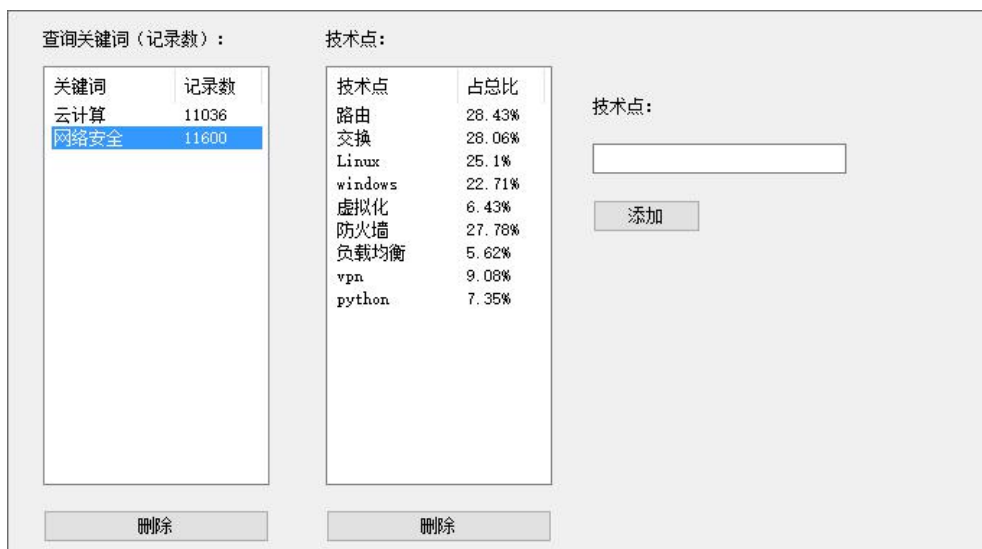 查询关键词（记录数）：
关键词 记录数
云计算 11036
网络安全 11600
删除
技术点：
技术点 占总比
路由 28.43%
交换 28.06%
Linux 25.1%
windows 22.71%
虚拟化 6.43%
防火墙 27.78%
负载均衡 5.62%
vpn 9.08%
python 7.35%
删除
技术点：
添加